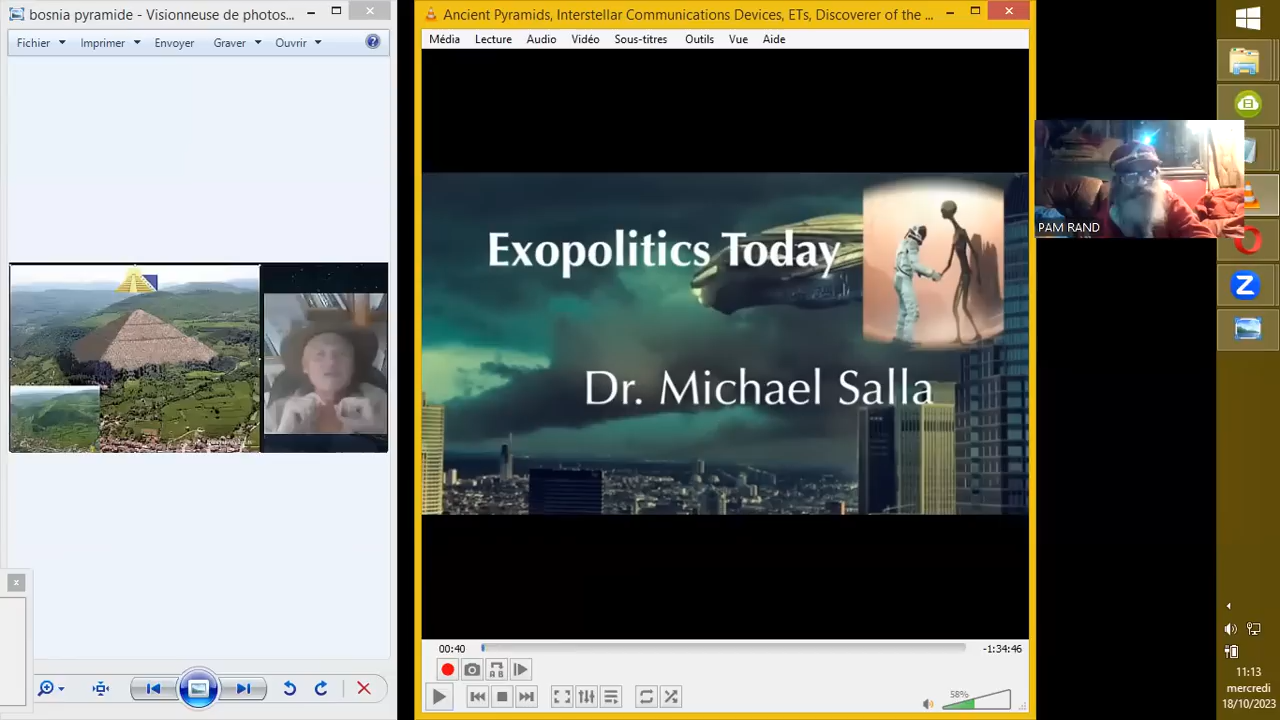 bosnia pyramide - Visionneuse de photos...
Fichier Imprimer Envoyer Graver Ouvrir
Ancient Pyramids, Interstellar Communications Devices, ETs, Discoverer of the ...
Média Lecture Audio Vidéo Sous-titres Outils Vue Aide
Exopolitics Today
Dr. Michael Salla
PAM RAND
00:40
-1:34:46
58%
11:13
mercredi
18/10/2023